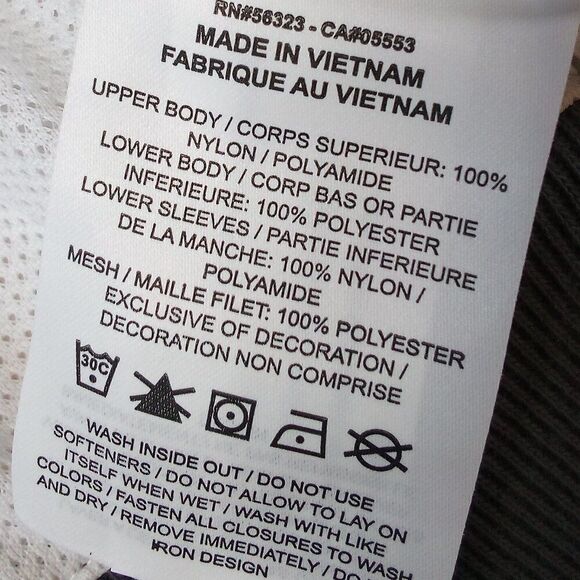 RN#56323 - CA#05553
MADE IN VIETNAM
FABRIQUE AU VIETNAM
UPPER BODY / CORPS SUPERIEUR: 100%
NYLON / POLYAMIDE
LOWER BODY / CORP BAS OR PARTIE
INFERIEURE: 100% POLYESTER
LOWER SLEEVES / PARTIE INFERIEURE
DE LA MANCHE: 100% NYLON /
POLYAMIDE
MESH / MAILLE FILET: 100% POLYESTER
EXCLUSIVE OF DECORATION /
DECORATION NON COMPRISE
30C
WASH INSIDE OUT / DO NOT USE
SOFTENERS / DO NOT ALLOW TO LAY ON
ITSELF WHEN WET / WASH WITH LIKE
COLORS / FASTEN ALL CLOSURES TO WASH
AND DRY / REMOVE IMMEDIATELY / DO
IRON DESIGN